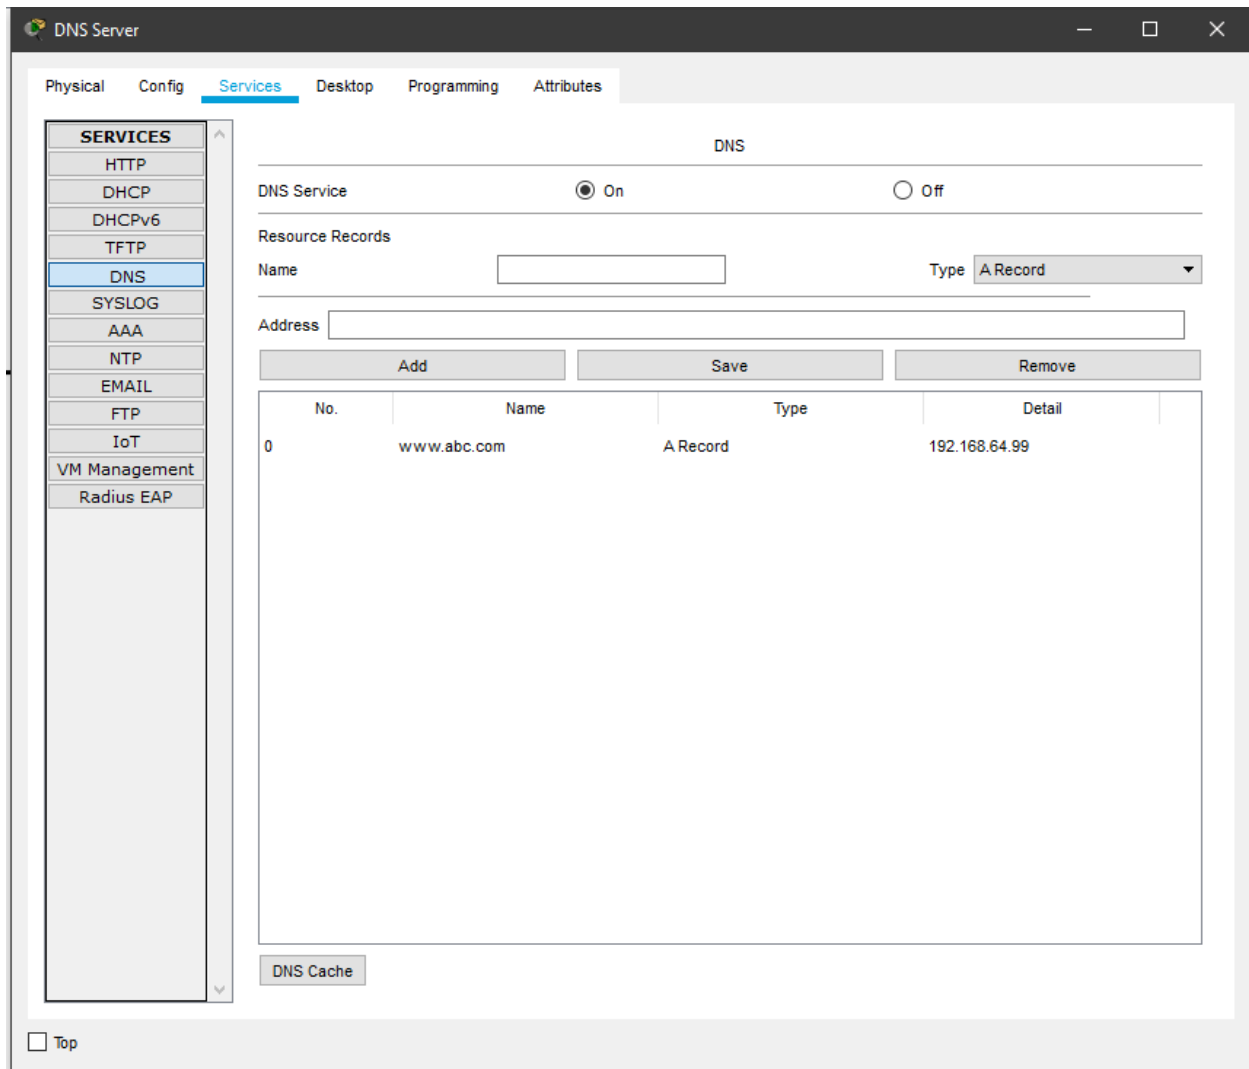 DNS Server
Physical Config Services Desktop Programming Attributes
SERVICES
HTTP
DHCP
DHCPv6
TFTP
DNS
SYSLOG
AAA
NTP
EMAIL
FTP
IoT
VM Management
Radius EAP
DNS
DNS Service On Off
Resource Records
Name Type A Record
Address
Add Save Remove
No. Name Type Detail
0 www.abc.com A Record 192.168.64.99
DNS Cache
Top